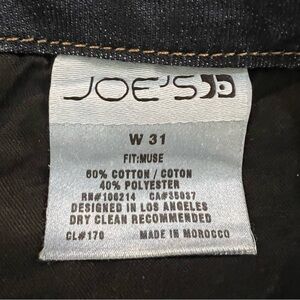 JOE'S
W 31
FIT:MUSE
60% COTTON / COTON
40% POLYESTER
RN#106214 CA#35037
DESIGNED IN LOS ANGELES
DRY CLEAN RECOMMENDED
CL#170 MADE IN MOROCCO